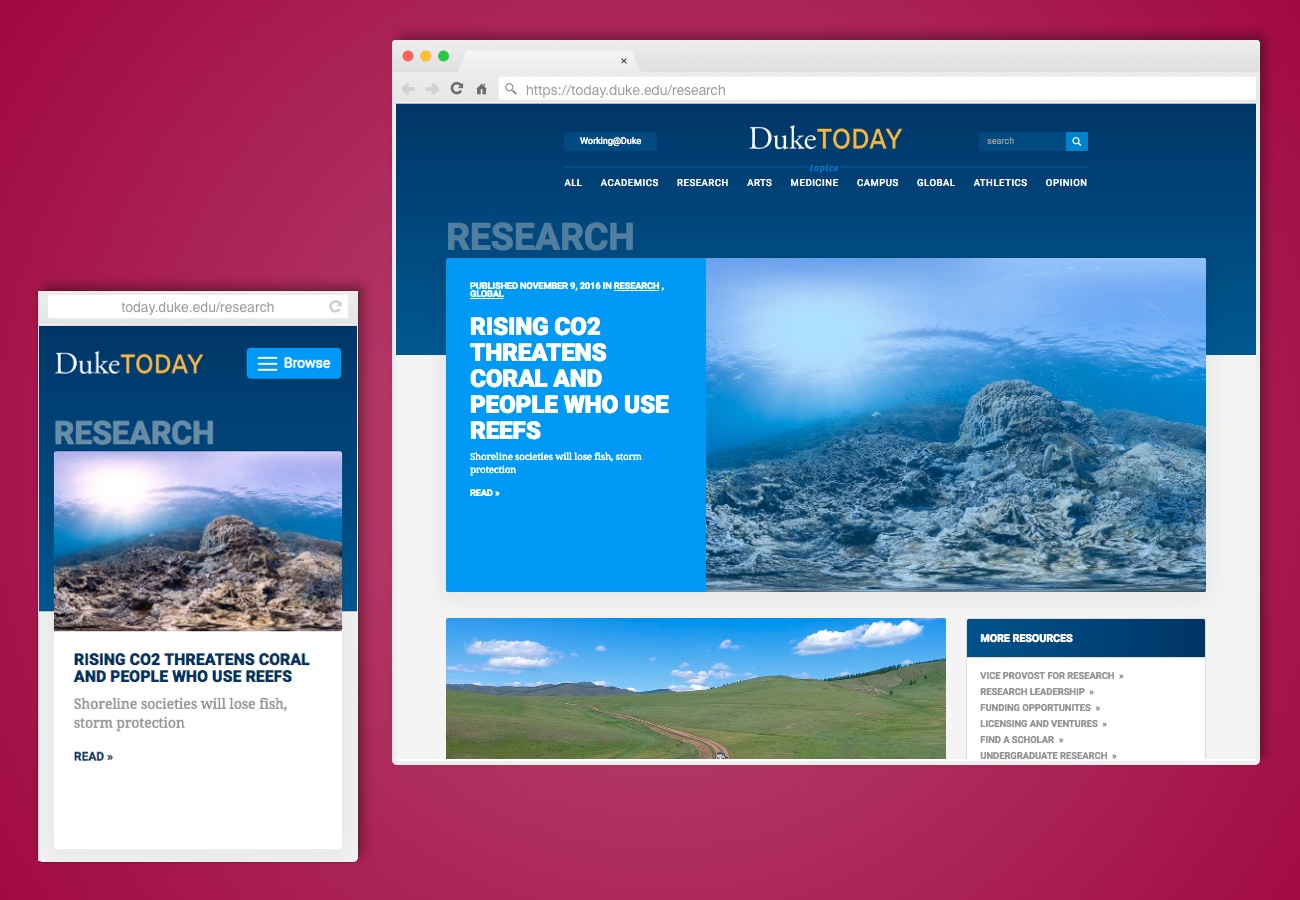 ×
https://today.duke.edu/research
Working@Duke
DukeTODAY
search
topics
ALL ACADEMICS RESEARCH ARTS MEDICINE CAMPUS GLOBAL ATHLETICS OPINION
RESEARCH
PUBLISHED NOVEMBER 9, 2016 IN RESEARCH ,
GLOBAL
RISING CO2
THREATENS
CORAL AND
PEOPLE WHO USE
REEFS
Shoreline societies will lose fish, storm
protection
READ »
MORE RESOURCES
VICE PROVOST FOR RESEARCH »
RESEARCH LEADERSHIP »
FUNDING OPPORTUNITES »
LICENSING AND VENTURES »
FIND A SCHOLAR »
UNDERGRADUATE RESEARCH »
today.duke.edu/research
DukeTODAY
Browse
RESEARCH
RISING CO2 THREATENS CORAL
AND PEOPLE WHO USE REEFS
Shoreline societies will lose fish,
storm protection
READ »